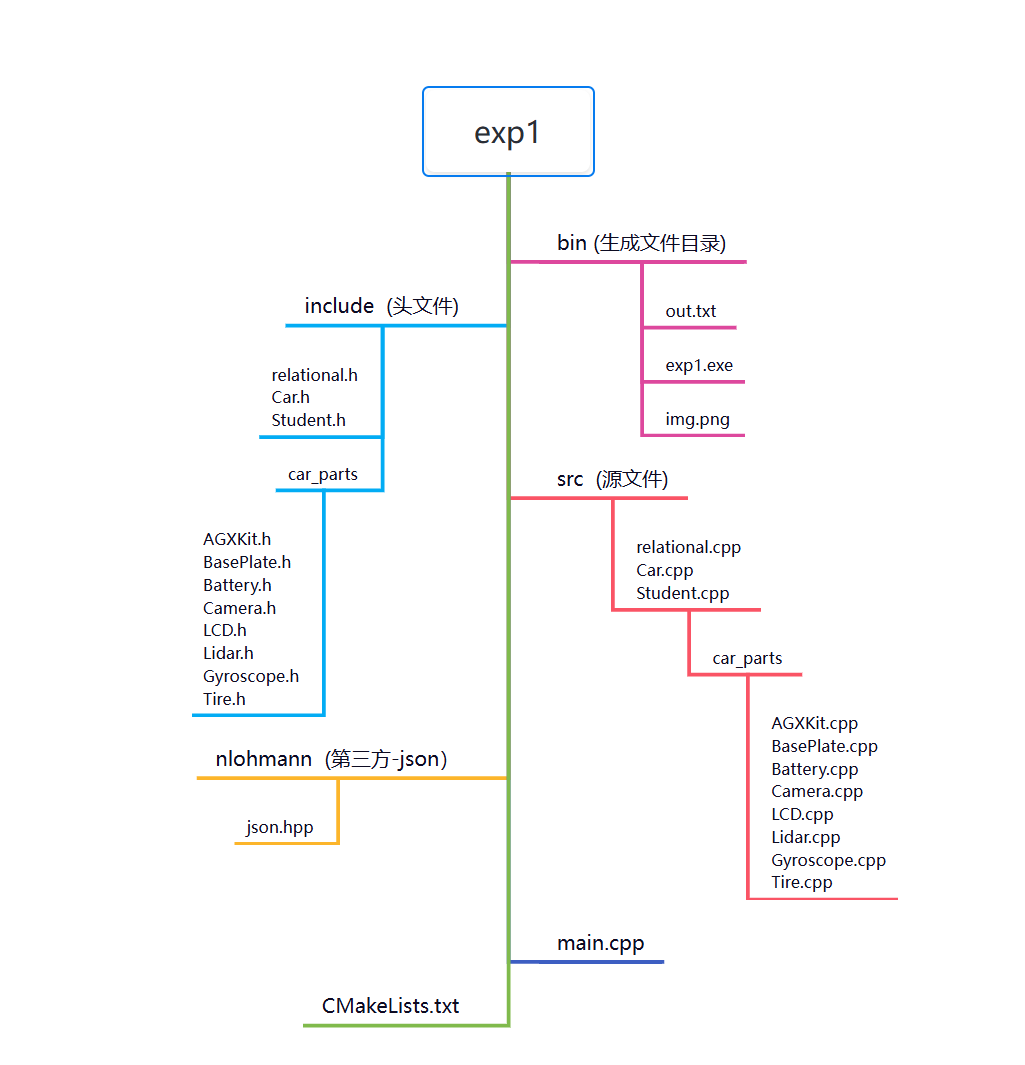 exp1
bin (生成文件目录)
out.txt
exp1.exe
img.png
include (头文件)
relational.h
Car.h
Student.h
car_parts
AGXKit.h
BasePlate.h
Battery.h
Camera.h
LCD.h
Lidar.h
Gyroscope.h
Tire.h
src (源文件)
relational.cpp
Car.cpp
Student.cpp
car_parts
AGXKit.cpp
BasePlate.cpp
Battery.cpp
Camera.cpp
LCD.cpp
Lidar.cpp
Gyroscope.cpp
Tire.cpp
nlohmann (第三方-json）
json.hpp
main.cpp
CMakeLists.txt